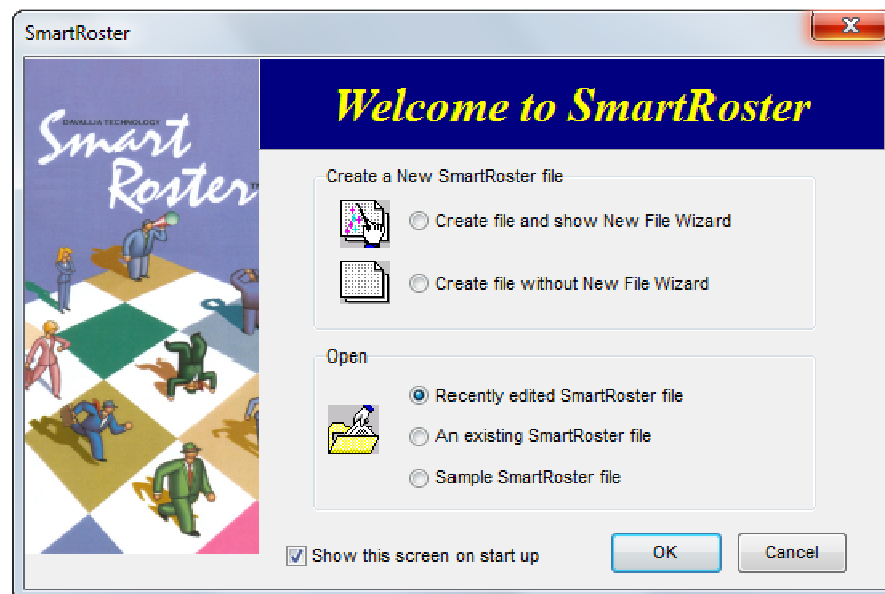 SmartRoster
DAVALLIA TECHNOLOGY
Smart
Roster™
Welcome to SmartRoster
Create a New SmartRoster file
Create file and show New File Wizard
Create file without New File Wizard
Open
Recently edited SmartRoster file
An existing SmartRoster file
Sample SmartRoster file
Show this screen on start up
OK
Cancel